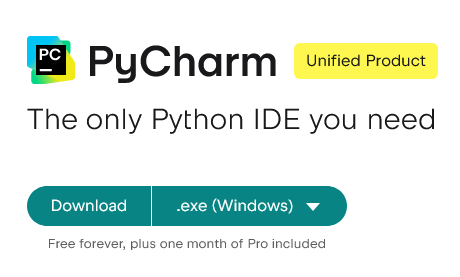 PC
PyCharm
Unified Product
The only Python IDE you need
Download
.exe (Windows)
Free forever, plus one month of Pro included